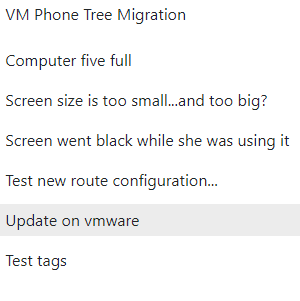 VM Phone Tree Migration
Computer five full
Screen size is too small...and too big?
Screen went black while she was using it
Test new route configuration...
Update on vmware
Test tags